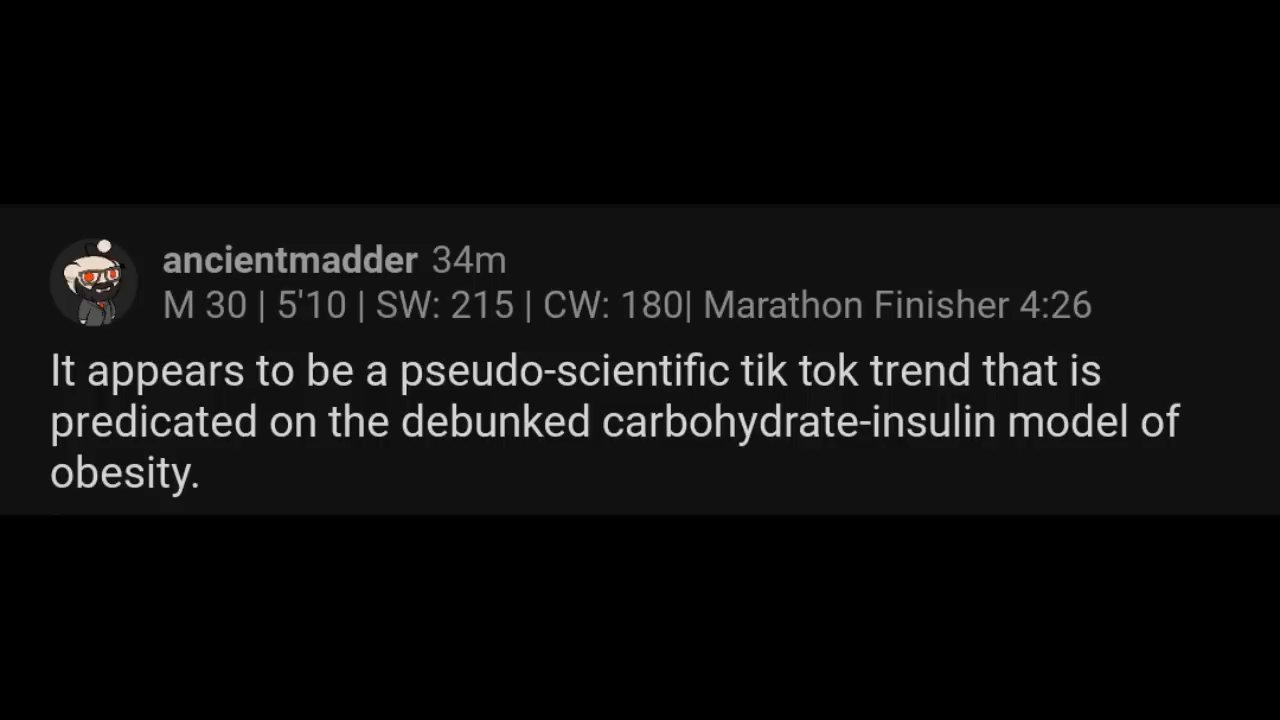 ancientmadder 34m
M 30 | 5'10 | SW: 215 | CW: 180| Marathon Finisher 4:26
It appears to be a pseudo-scientific tik tok trend that is
predicated on the debunked carbohydrate-insulin model of
obesity.